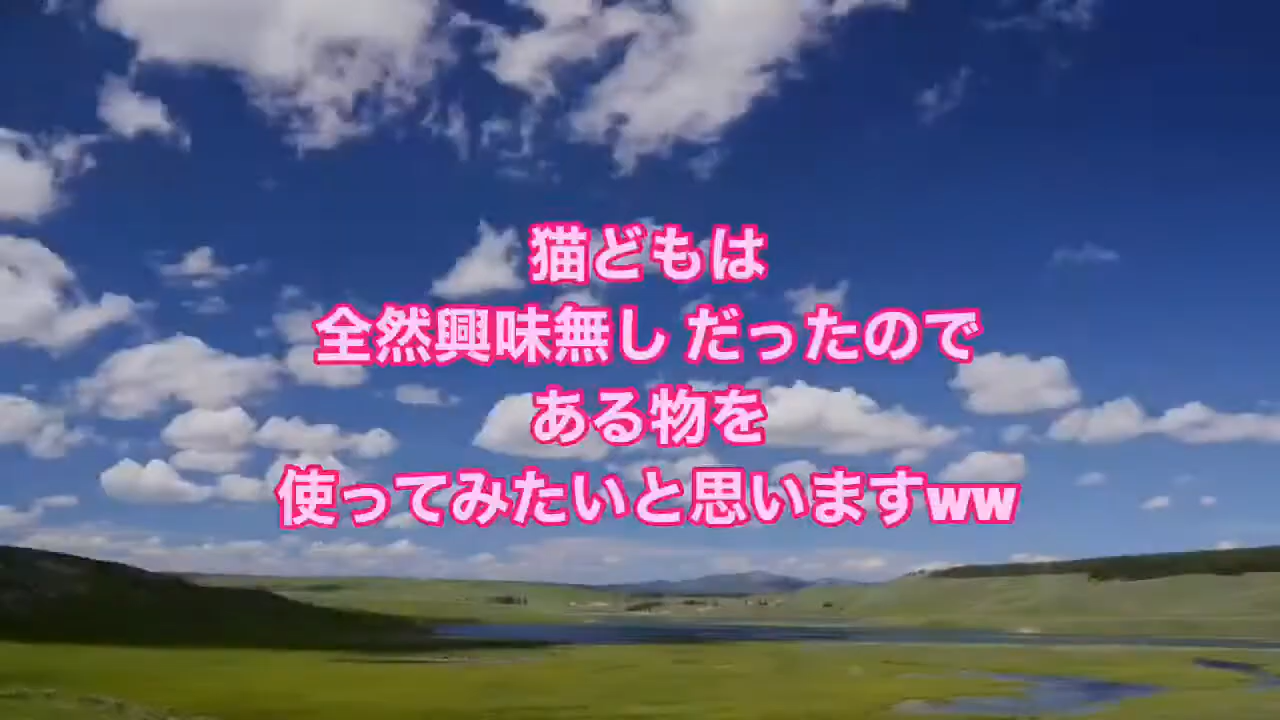 猫どもは
全然興味無し だったので
ある物を
使ってみたいと思いますww